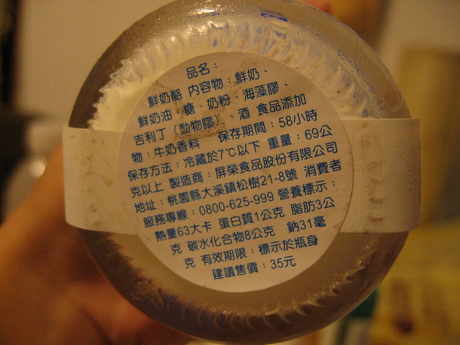 品名：
鮮奶酪 內容物：鮮奶、
鮮奶油、糖、奶粉、海藻膠、
吉利丁（動物膠）、酒 食品添加
物：牛奶香料 保存期間：58小時
保存方法：冷藏於7℃以下 重量：69公
克以上 製造商：屏榮食品股份有限公司
地址：桃園縣大溪鎮松樹21-8號 消費者
服務專線：0800-625-999 營養標示：
熱量63大卡 蛋白質1公克 脂肪3公
克 碳水化合物8公克 鈉31毫
克 有效期限：標示於瓶身
建議售價：35元